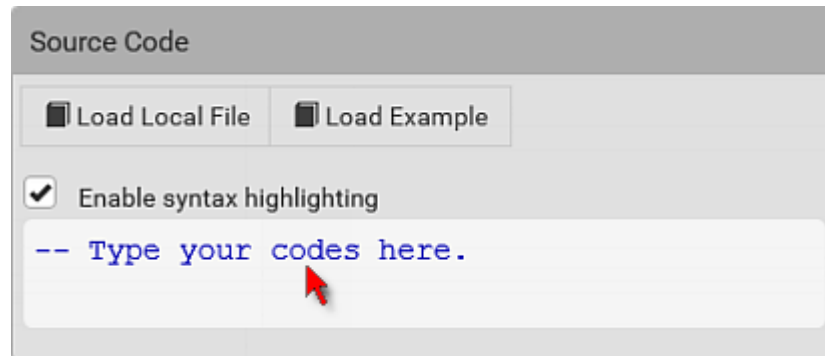 Source Code
Load Local File Load Example
Enable syntax highlighting
-- Type your codes here.